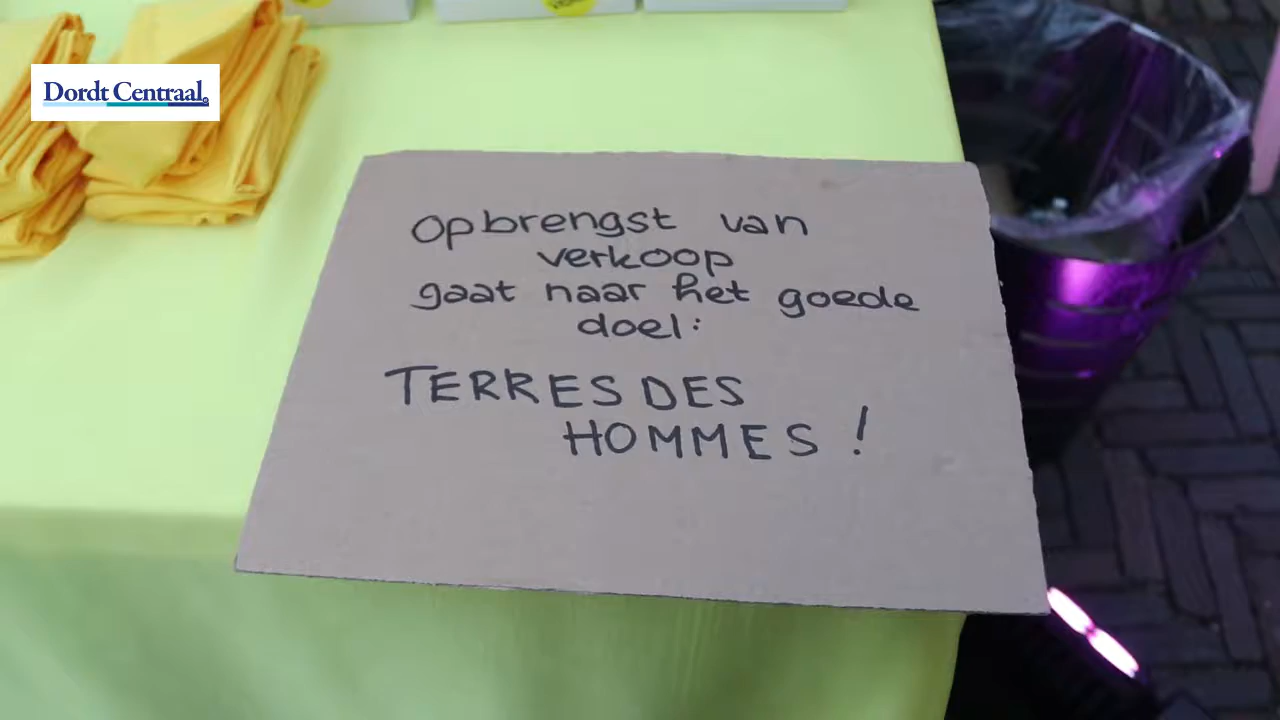 Dordt Centraal
Opbrengst van
verkoop
gaat naar het goede
doel:
TERRES DES
HOMMES !